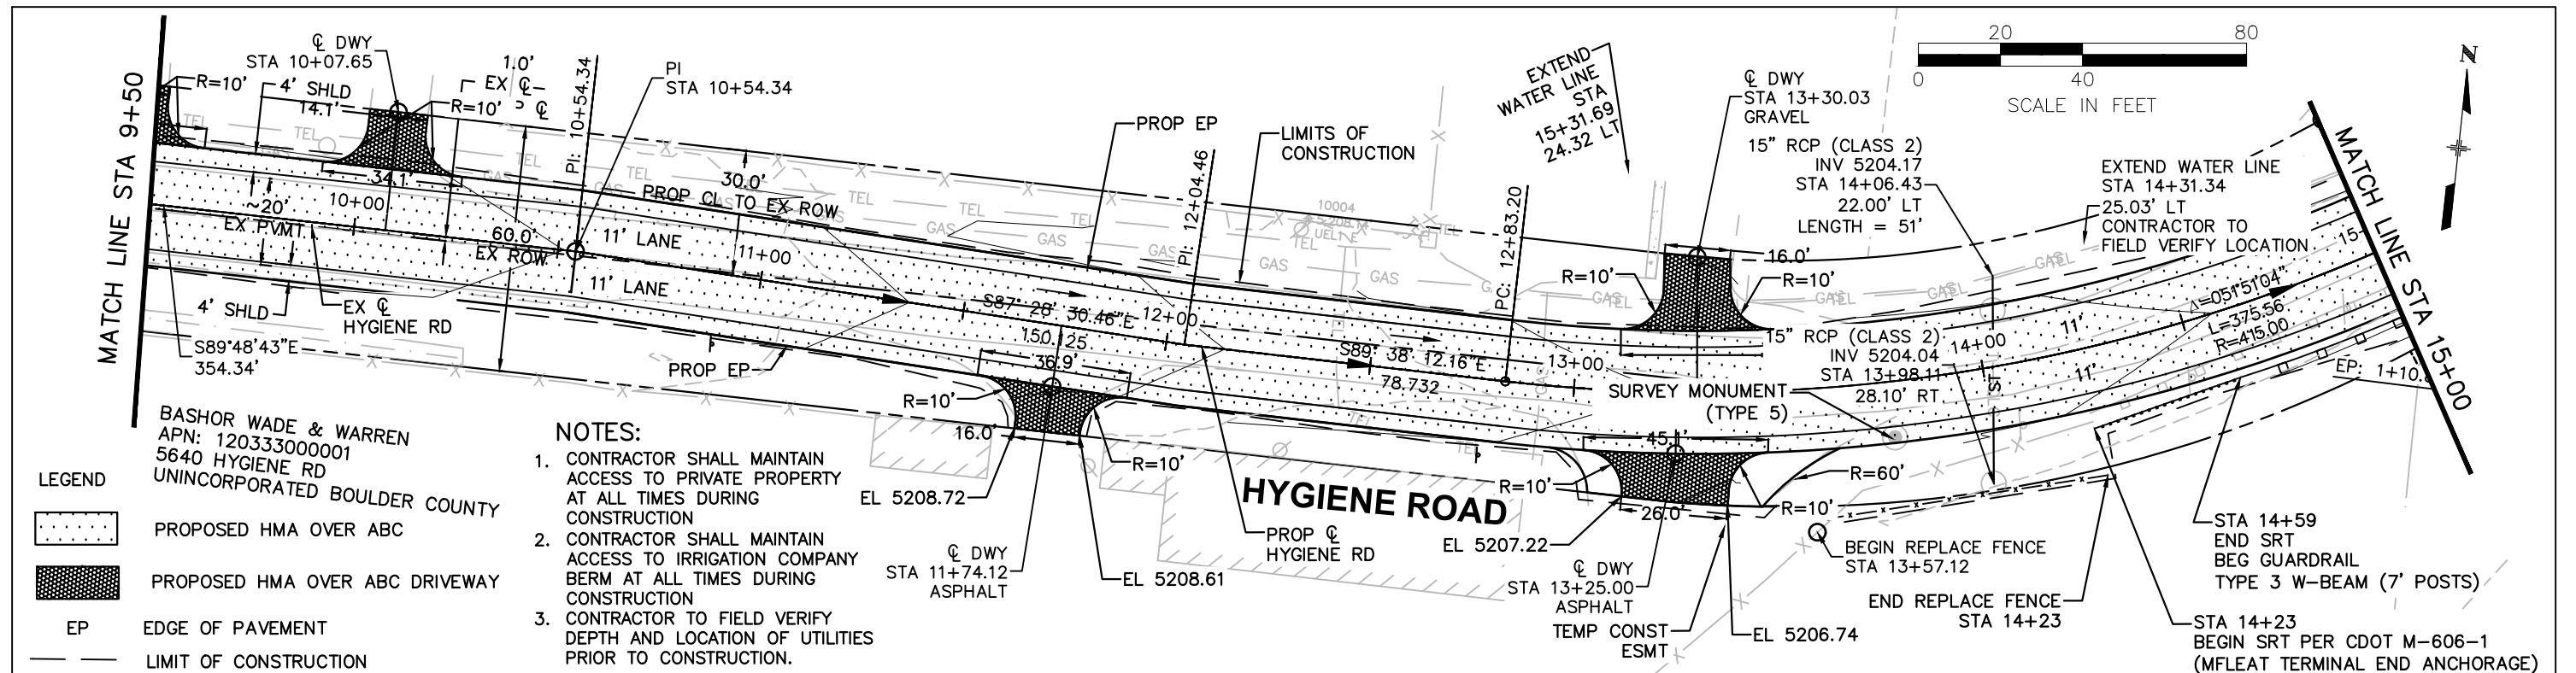 MATCH LINE STA 9+50
R=10'
4' SHLD
14.1'
℄ DWY
STA 10+07.65
R=10'
1.0'
EX ℄
34.1'
10+00
~20'
EX PVMT
60.0'
EX ROW
PI: 10+54.34
PI
STA 10+54.34
30.0'
PROP CL TO EX ROW
11' LANE
11' LANE
11+00
4' SHLD
EX ℄
HYGIENE RD
S89°48'43"E
354.34'
PROP EP
PROP EP
LIMITS OF
CONSTRUCTION
PI: 12+04.46
S87° 28' 30.46"E
150.125
12+00
36.9'
R=10'
16.0'
R=10'
EL 5208.72
℄ DWY
STA 11+74.12
ASPHALT
EL 5208.61
PROP ℄
HYGIENE RD
HYGIENE ROAD
EXTEND
WATER LINE
STA
15+31.69
24.32 LT
PC: 12+83.20
S89° 38' 12.16"E
78.732
13+00
℄ DWY
STA 13+30.03
GRAVEL
16.0'
R=10'
R=10'
15" RCP (CLASS 2)
INV 5204.17
STA 14+06.43
22.00' LT
LENGTH = 51'
15" RCP (CLASS 2)
INV 5204.04
STA 13+98.11
28.10' RT
14+00
SURVEY MONUMENT
(TYPE 5)
45.1'
R=10'
26.0'
R=60'
R=10'
EL 5207.22
℄ DWY
STA 13+25.00
ASPHALT
TEMP CONST
ESMT
EL 5206.74
BEGIN REPLACE FENCE
STA 13+57.12
END REPLACE FENCE
STA 14+23
STA 14+59
END SRT
BEG GUARDRAIL
TYPE 3 W-BEAM (7' POSTS)
STA 14+23
BEGIN SRT PER CDOT M-606-1
(MFLEAT TERMINAL END ANCHORAGE)
EXTEND WATER LINE
STA 14+31.34
25.03' LT
CONTRACTOR TO
FIELD VERIFY LOCATION
11'
11'
Δ=051°51'04"
L=375.56
R=415.00
MATCH LINE STA 15+00
20 80
0 40
SCALE IN FEET
N
BASHOR WADE & WARREN
APN: 120333000001
5640 HYGIENE RD
UNINCORPORATED BOULDER COUNTY
LEGEND
PROPOSED HMA OVER ABC
PROPOSED HMA OVER ABC DRIVEWAY
EP EDGE OF PAVEMENT
LIMIT OF CONSTRUCTION
NOTES:
1. CONTRACTOR SHALL MAINTAIN
ACCESS TO PRIVATE PROPERTY
AT ALL TIMES DURING
CONSTRUCTION
2. CONTRACTOR SHALL MAINTAIN
ACCESS TO IRRIGATION COMPANY
BERM AT ALL TIMES DURING
CONSTRUCTION
3. CONTRACTOR TO FIELD VERIFY
DEPTH AND LOCATION OF UTILITIES
PRIOR TO CONSTRUCTION.